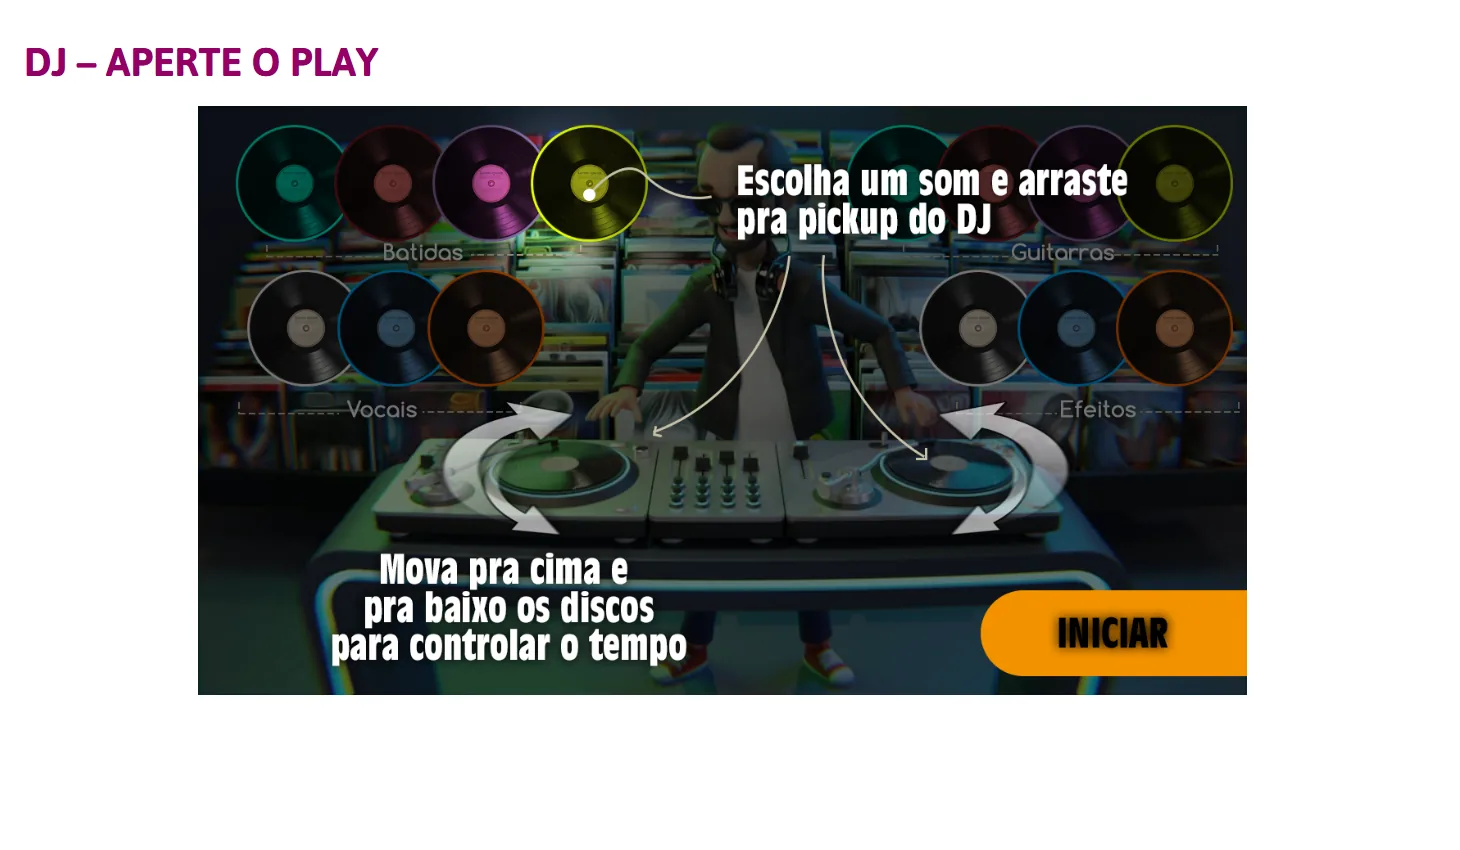 DJ – APERTE O PLAY
Escolha um som e arraste
pra pickup do DJ
Batidas
Guitarras
Vocais
Efeitos
Mova pra cima e
pra baixo os discos
para controlar o tempo
INICIAR